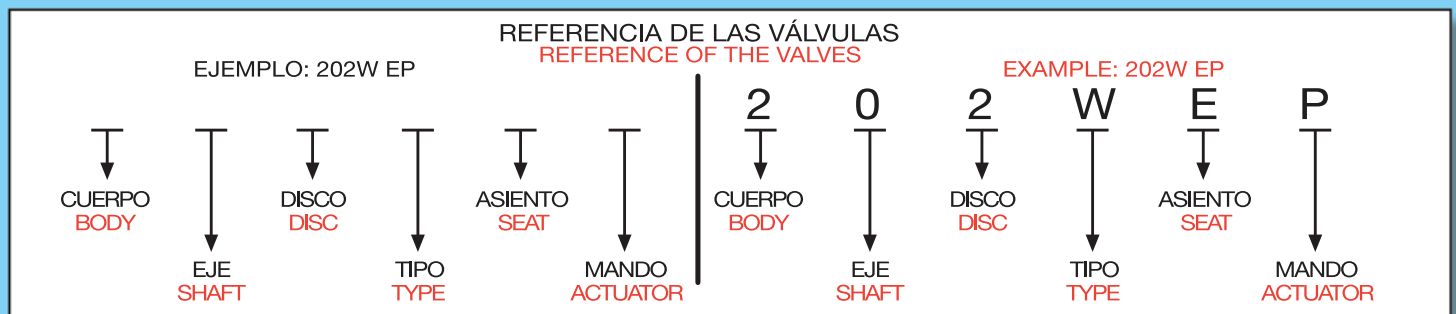 REFERENCIA DE LAS VÁLVULAS
REFERENCE OF THE VALVES
EJEMPLO: 202W EP
EXAMPLE: 202W EP
2 0 2 W E P
CUERPO DISCO ASIENTO CUERPO DISCO ASIENTO
BODY DISC SEAT BODY DISC SEAT
EJE TIPO MANDO EJE TIPO MANDO
SHAFT TYPE ACTUATOR SHAFT TYPE ACTUATOR